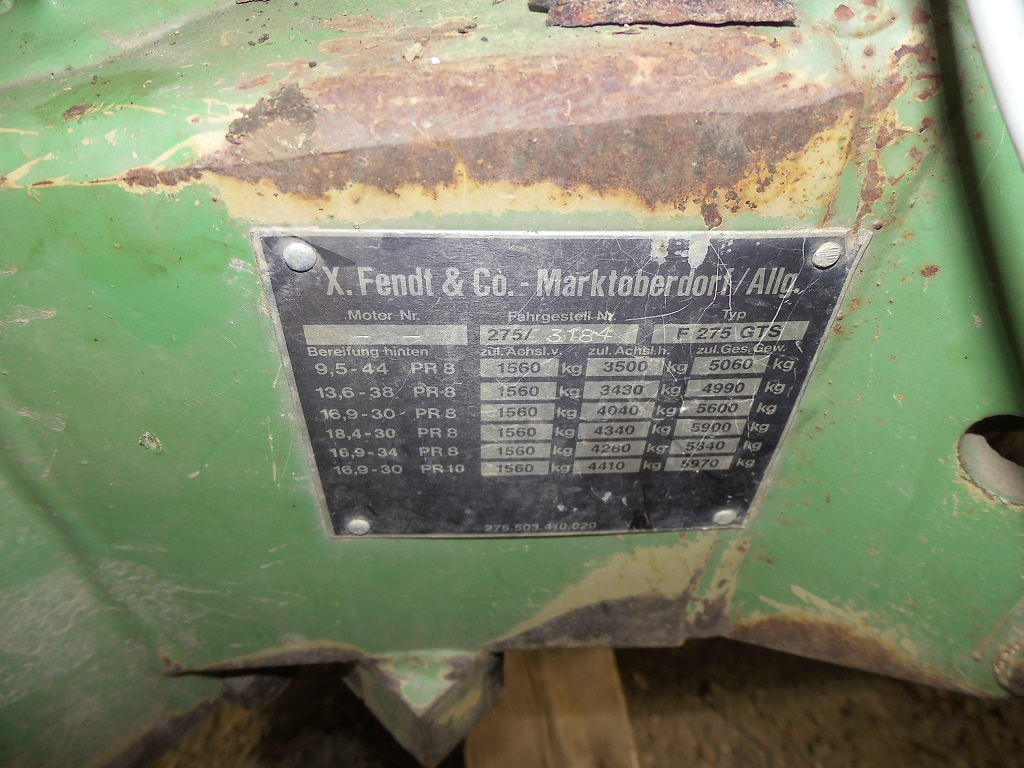 X. Fendt & Co. - Marktoberdorf/Allg.
Motor Nr. Fahrgestell Nr. Typ
- - 275/ 3184 F 275 GTS
Bereifung hinten zul.Achsl.v. zul.Achsl.h. zul.Ges.Gew.
9,5-44 PR 8 1560 kg 3500 kg 5060 kg
13,6-38 PR 8 1560 kg 3430 kg 4990 kg
16,9-30 PR 8 1560 kg 4040 kg 5600 kg
18,4-30 PR 8 1560 kg 4340 kg 5900 kg
16,9-34 PR 8 1560 kg 4280 kg 5840 kg
16,9-30 PR 10 1560 kg 4410 kg 5970 kg
275.503.410.020